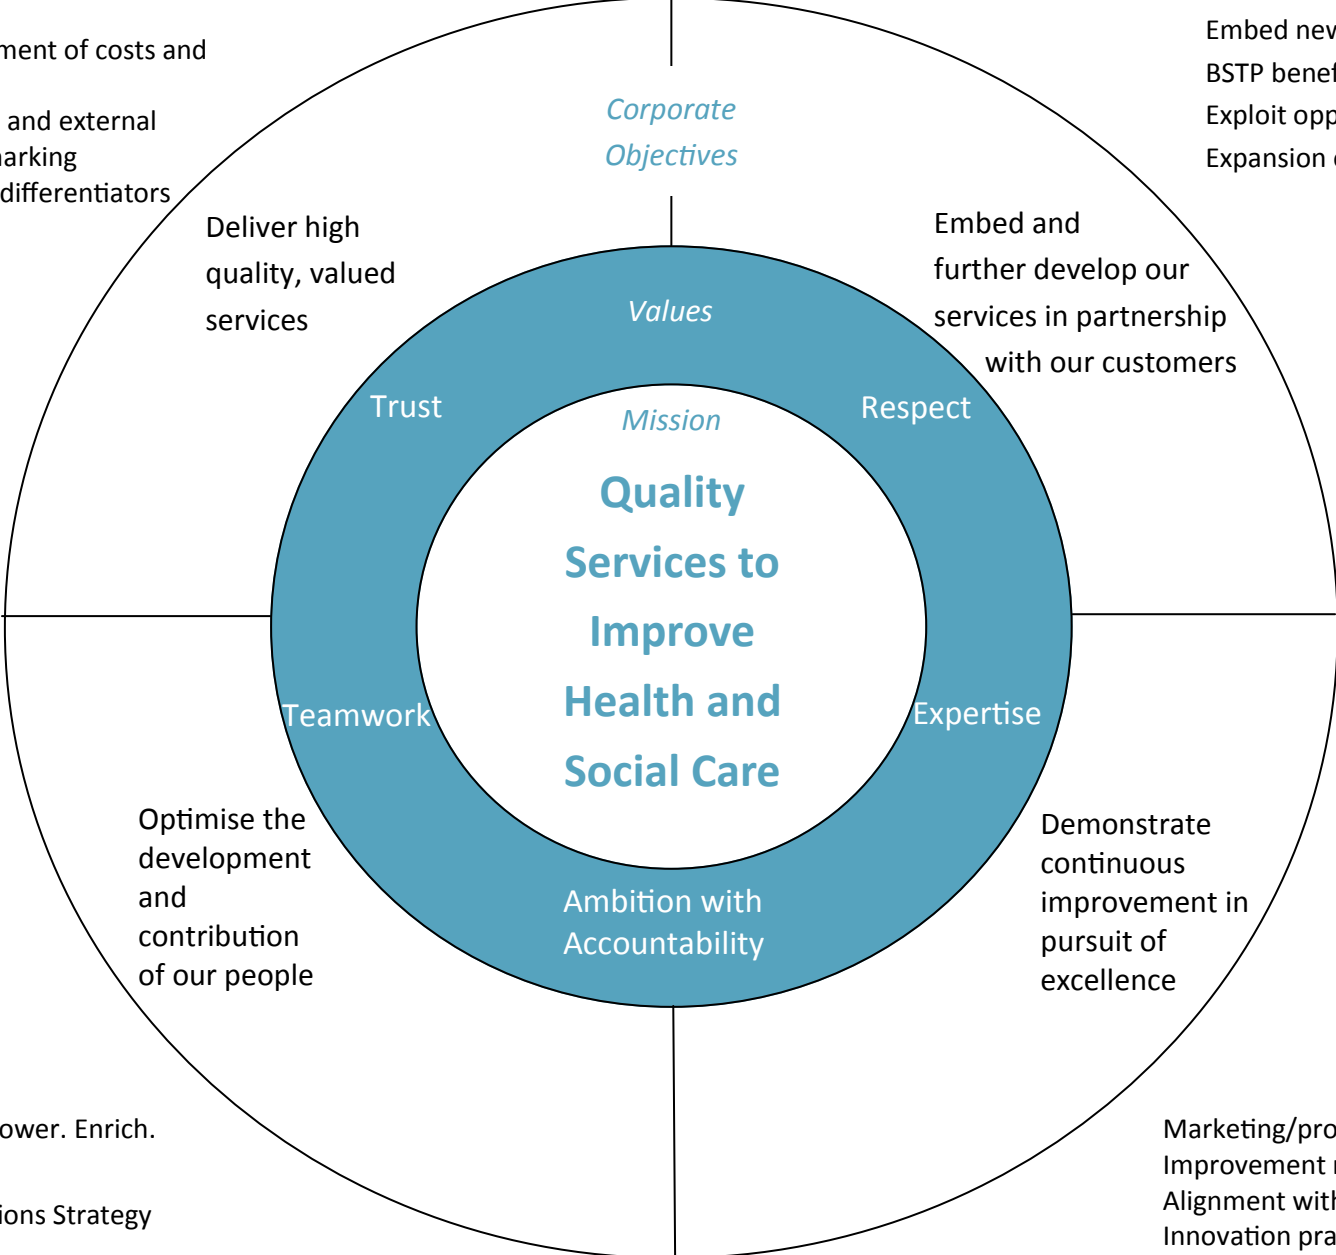 ment of costs and
and external
marking
differentiators
Embed new
BSTP benef
Exploit opp
Expansion
Corporate
Objectives
Deliver high
quality, valued
services
Embed and
further develop our
services in partnership
with our customers
Values
Trust
Respect
Mission
Quality
Services to
Improve
Health and
Social Care
Teamwork
Expertise
Ambition with
Accountability
Optimise the
development
and
contribution
of our people
Demonstrate
continuous
improvement in
pursuit of
excellence
ower. Enrich.
ions Strategy
Marketing/pro
Improvement
Alignment with
Innovation pra